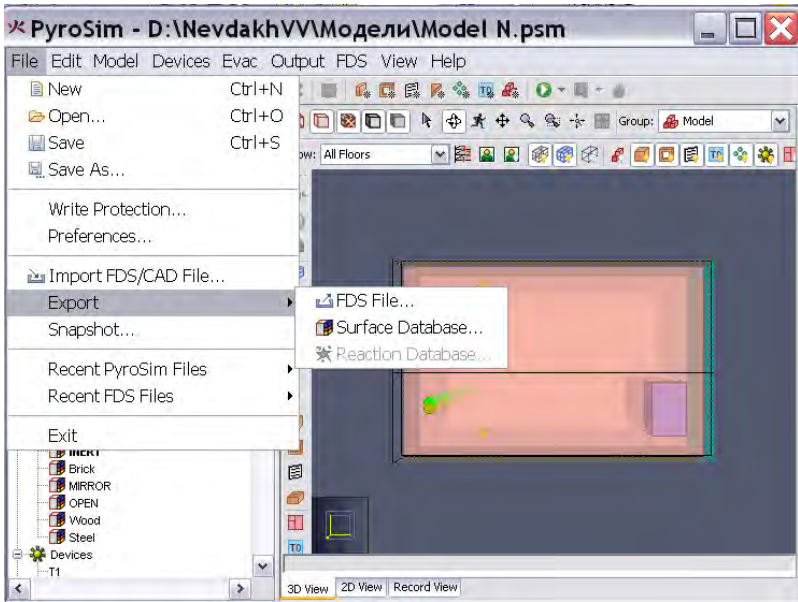 PyroSim - D:\NevdakhVV\Модели\Model N.psm
File Edit Model Devices Evac Output FDS View Help
New Ctrl+N
Open... Ctrl+O
Save Ctrl+S
Save As...
Write Protection...
Preferences...
Import FDS/CAD File...
Export
Snapshot...
Recent PyroSim Files
Recent FDS Files
Exit
FDS File...
Surface Database...
Reaction Database...
Group: Model
All Floors
INERT
Brick
MIRROR
OPEN
Wood
Steel
Devices
T1
3D View 2D View Record View